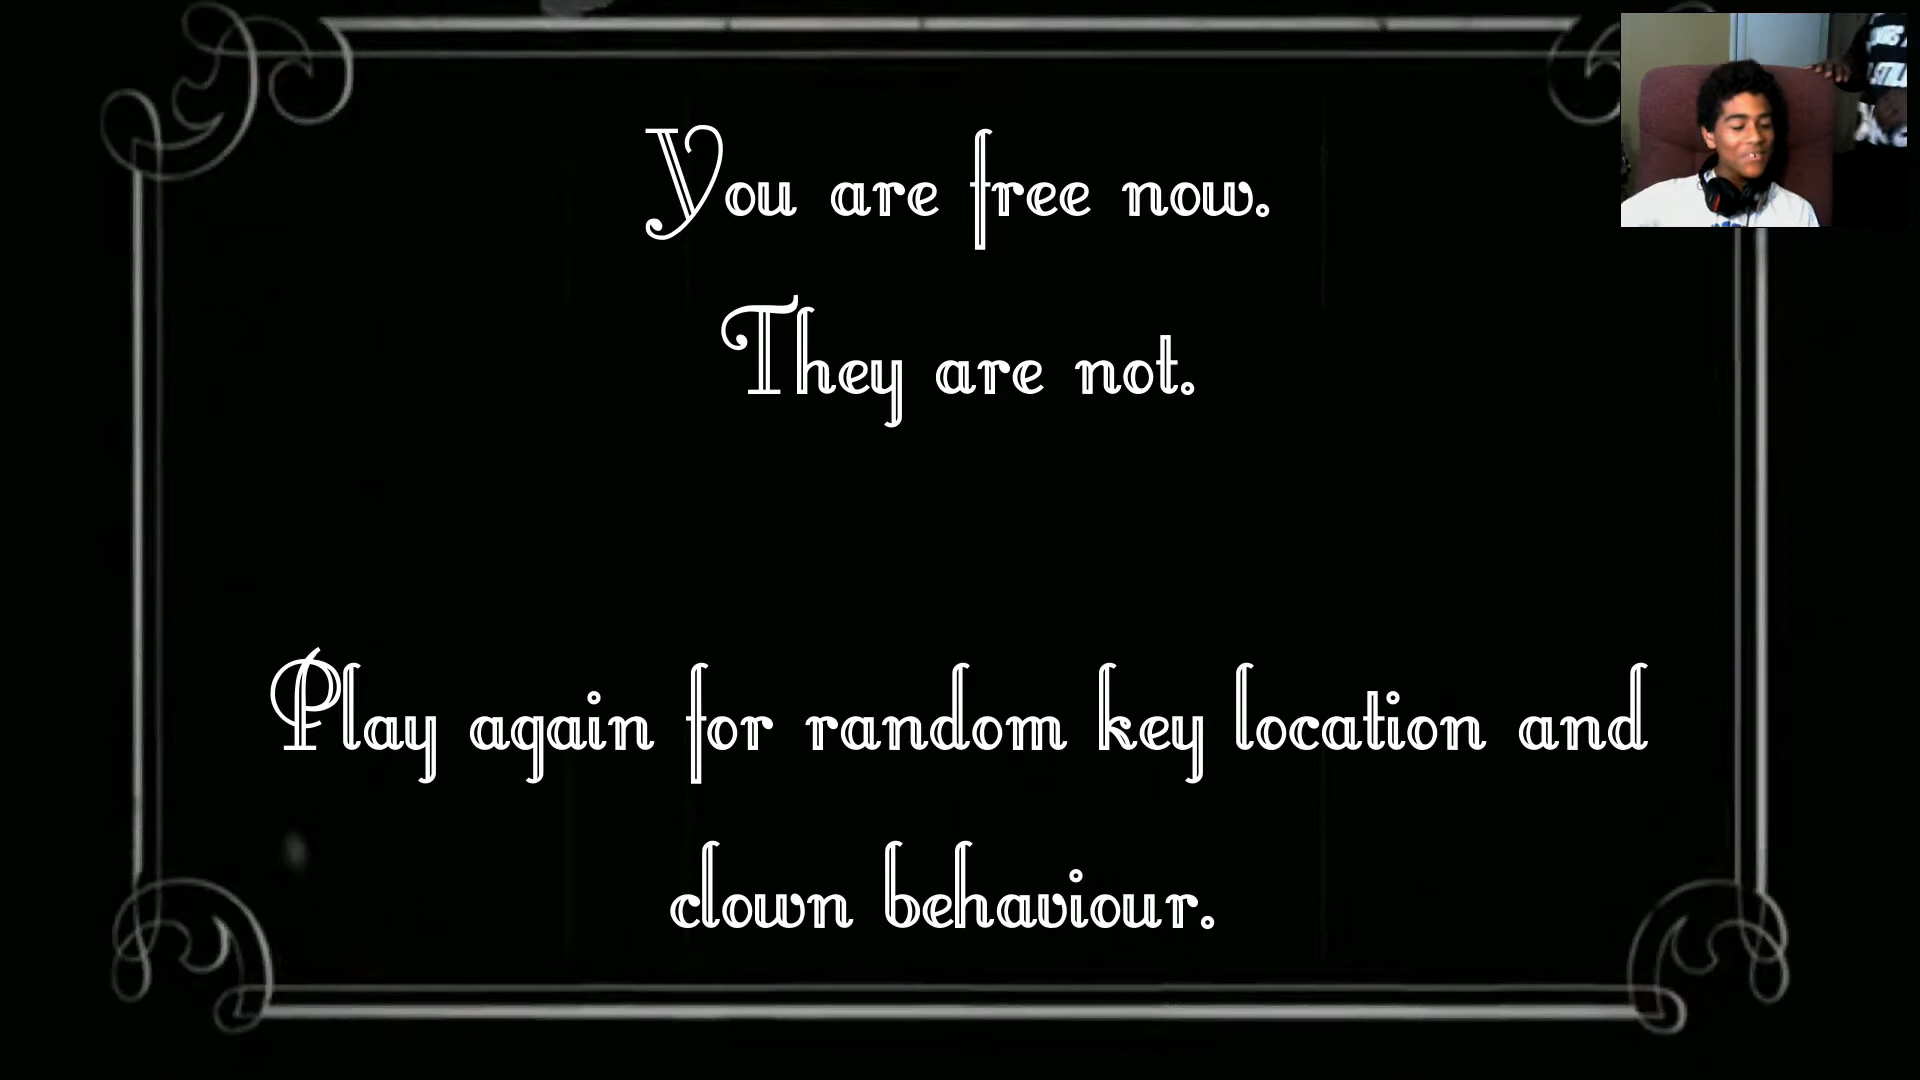 You are free now.
They are not.
Play again for random key location and
clown behaviour.